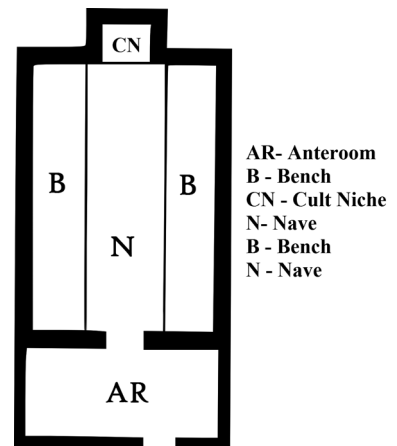 CN
B
B
N
AR
AR- Anteroom
B - Bench
CN - Cult Niche
N- Nave
B - Bench
N - Nave